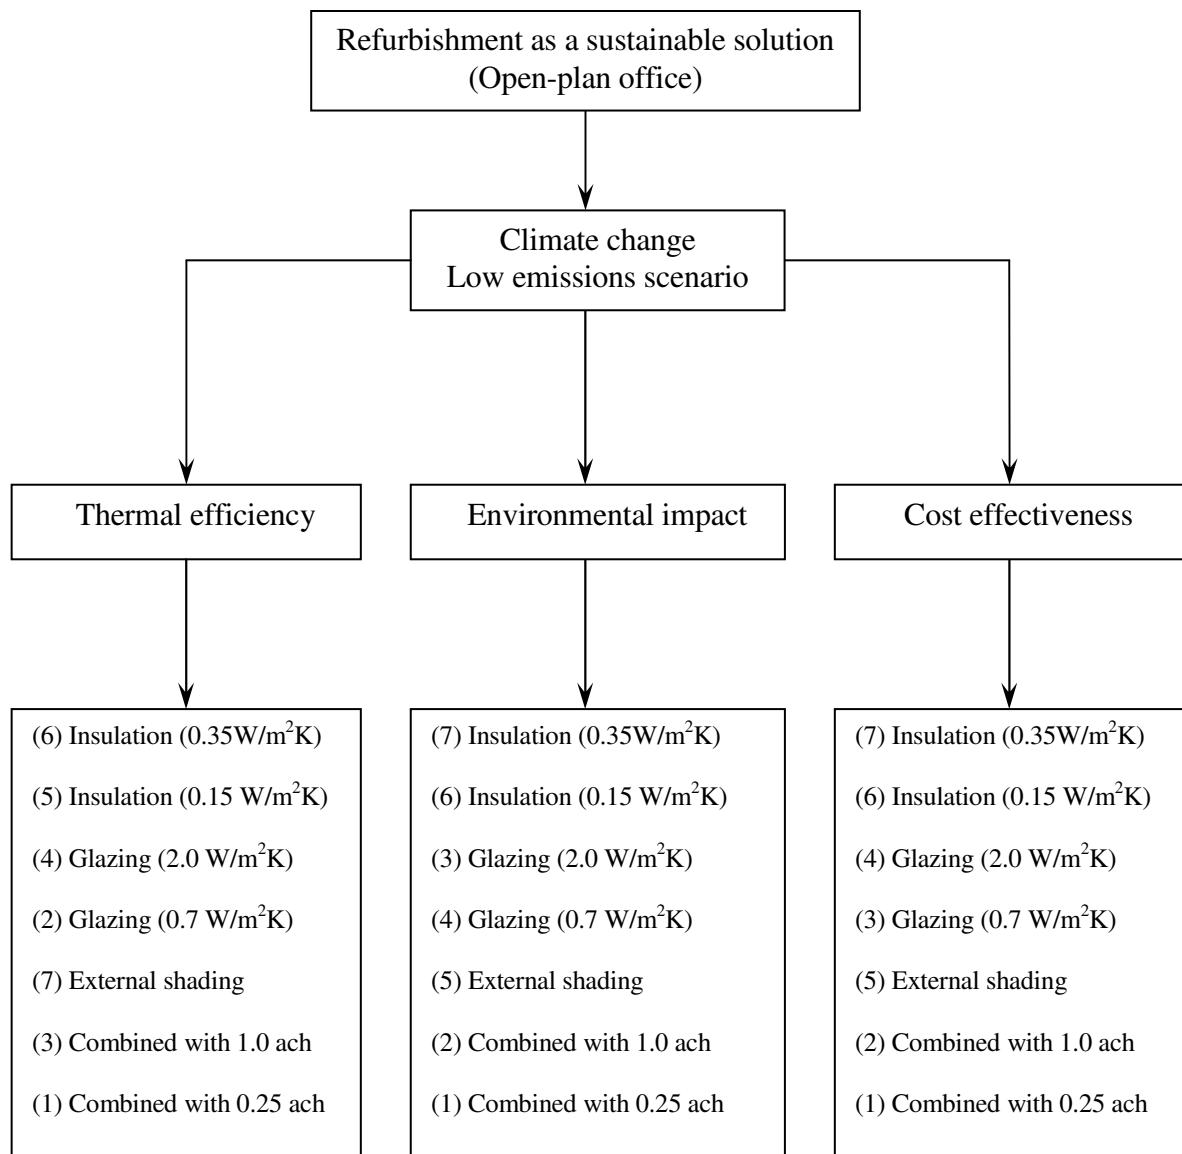 Refurbishment as a sustainable solution
(Open-plan office)
Climate change
Low emissions scenario
Thermal efficiency
Environmental impact
Cost effectiveness
(6) Insulation (0.35W/m²K)
(5) Insulation (0.15 W/m²K)
(4) Glazing (2.0 W/m²K)
(2) Glazing (0.7 W/m²K)
(7) External shading
(3) Combined with 1.0 ach
(1) Combined with 0.25 ach
(7) Insulation (0.35W/m²K)
(6) Insulation (0.15 W/m²K)
(3) Glazing (2.0 W/m²K)
(4) Glazing (0.7 W/m²K)
(5) External shading
(2) Combined with 1.0 ach
(1) Combined with 0.25 ach
(7) Insulation (0.35W/m²K)
(6) Insulation (0.15 W/m²K)
(4) Glazing (2.0 W/m²K)
(3) Glazing (0.7 W/m²K)
(5) External shading
(2) Combined with 1.0 ach
(1) Combined with 0.25 ach